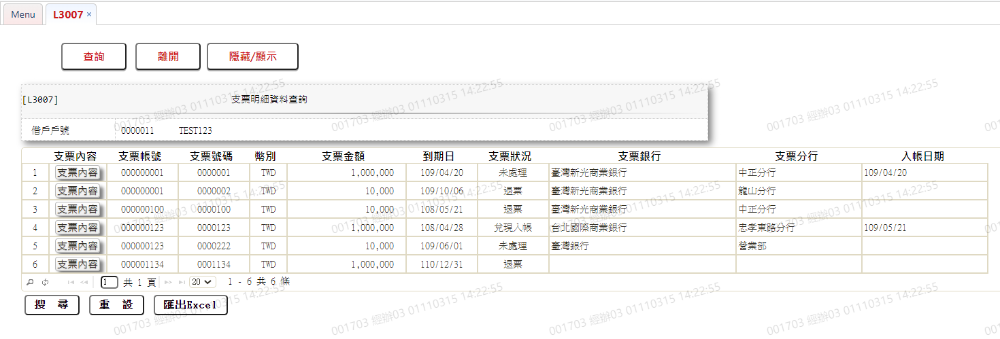 Menu L3007 ×
查詢 離開 隱藏/顯示
[L3007] 支票明細資料查詢
借戶戶號 0000011 TEST123
支票內容 支票帳號 支票號碼 幣別 支票金額 到期日 支票狀況 支票銀行 支票分行 入帳日期
1 支票內容 000000001 0000001 TWD 1,000,000 109/04/20 未處理 臺灣新光商業銀行 中正分行 109/04/20
2 支票內容 000000001 0000002 TWD 10,000 109/10/06 退票 臺灣新光商業銀行 龍山分行
3 支票內容 000000100 0000100 TWD 10,000 108/05/21 退票 臺灣新光商業銀行 中正分行
4 支票內容 000000123 0000123 TWD 1,000,000 108/04/28 兌現入帳 台北國際商業銀行 忠孝東路分行 109/05/21
5 支票內容 000000123 0000222 TWD 10,000 109/06/01 未處理 臺灣銀行 營業部
6 支票內容 000001134 0001134 TWD 1,000,000 110/12/31 退票
1 共 1 頁 20 1 - 6 共 6 條
搜 尋 重 設 匯出Excel
001703 經辦03 01110315 14:22:55